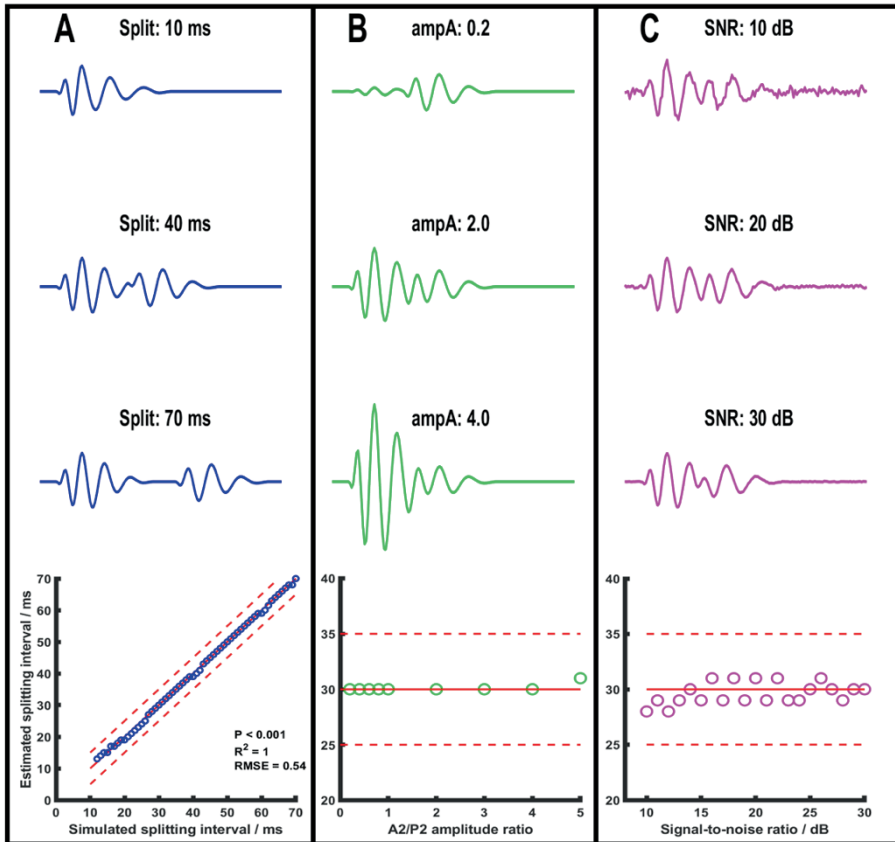 A
Split: 10 ms
Split: 40 ms
Split: 70 ms
Estimated splitting interval / ms
70
60
50
40
30
20
10
0
P < 0.001
R² = 1
RMSE = 0.54
0 10 20 30 40 50 60 70
Simulated splitting interval / ms
B
ampA: 0.2
ampA: 2.0
ampA: 4.0
40
35
30
25
20
0 1 2 3 4 5
A2/P2 amplitude ratio
C
SNR: 10 dB
SNR: 20 dB
SNR: 30 dB
40
35
30
25
20
10 15 20 25 30
Signal-to-noise ratio / dB